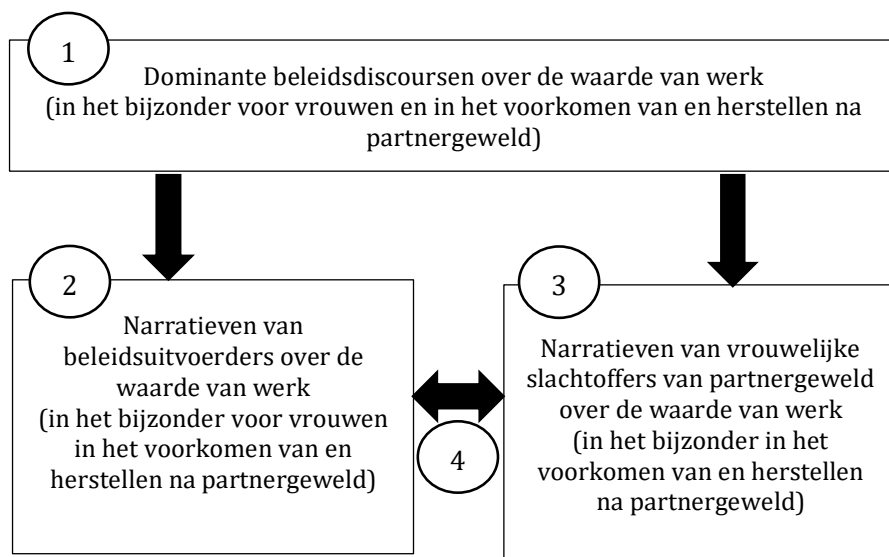 1
Dominante beleidsdiscoursen over de waarde van werk
(in het bijzonder voor vrouwen en in het voorkomen van en herstellen na
partnergeweld)
2
Narratieven van
beleidsuitvoerders over de
waarde van werk
(in het bijzonder voor vrouwen
in het voorkomen van en
herstellen na partnergeweld)
3
Narratieven van vrouwelijke
slachtoffers van partnergeweld
over de waarde van werk
(in het bijzonder in het
voorkomen van en herstellen
na partnergeweld)
4